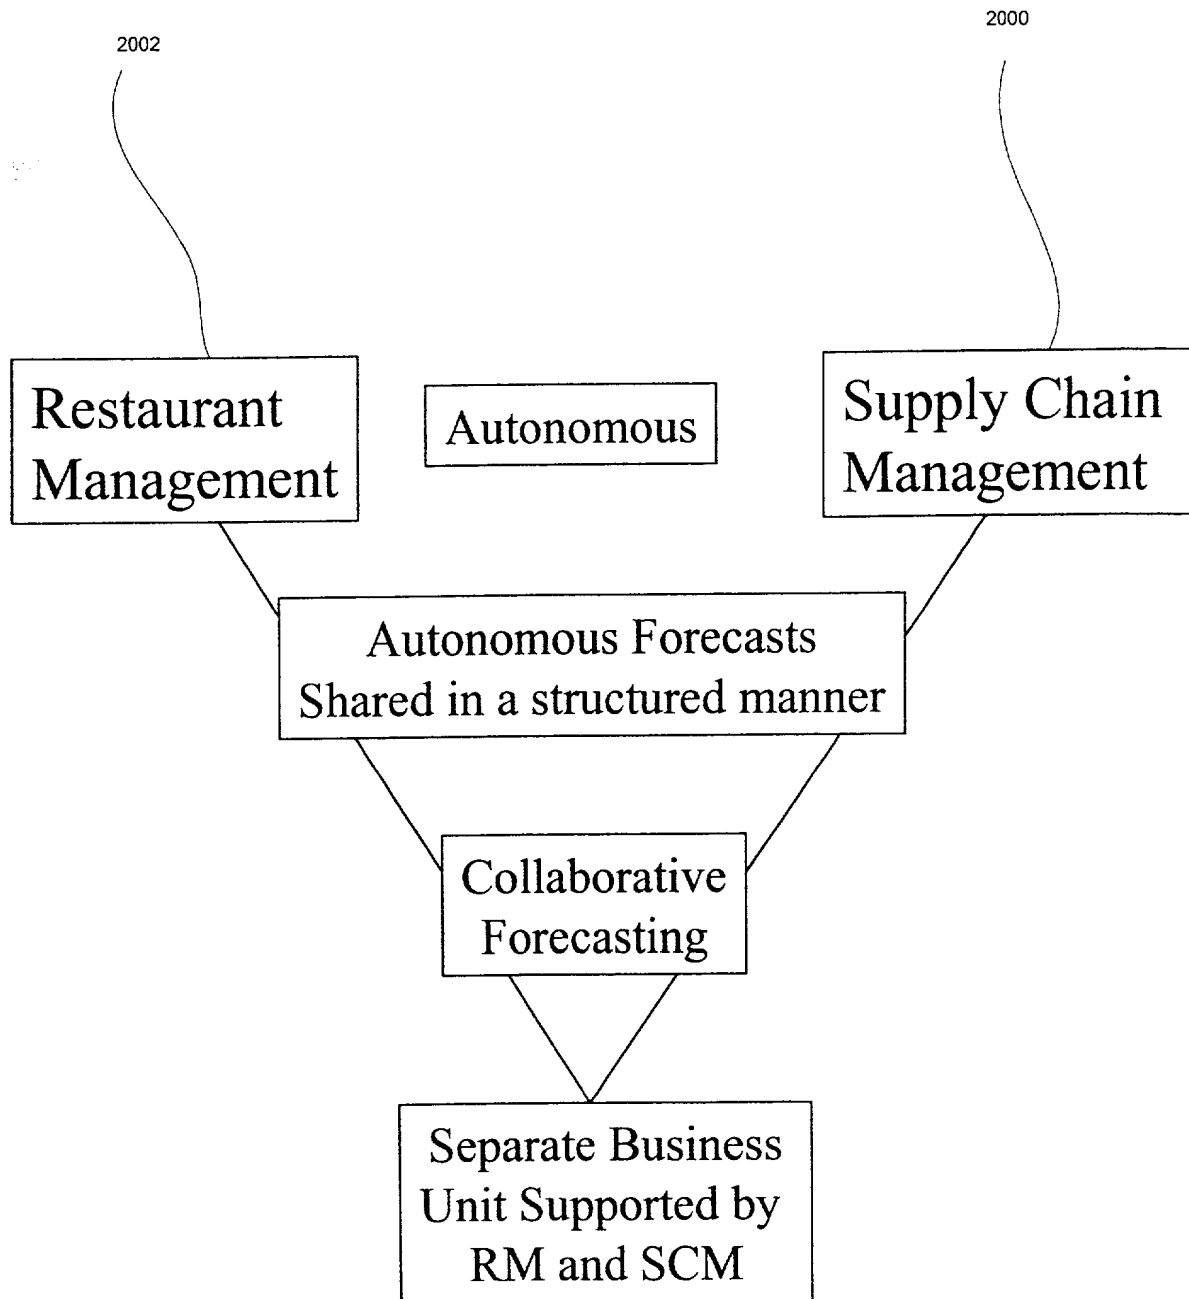 2002
2000
Restaurant
Management
Autonomous
Supply Chain
Management
Autonomous Forecasts
Shared in a structured manner
Collaborative
Forecasting
Separate Business
Unit Supported by
RM and SCM